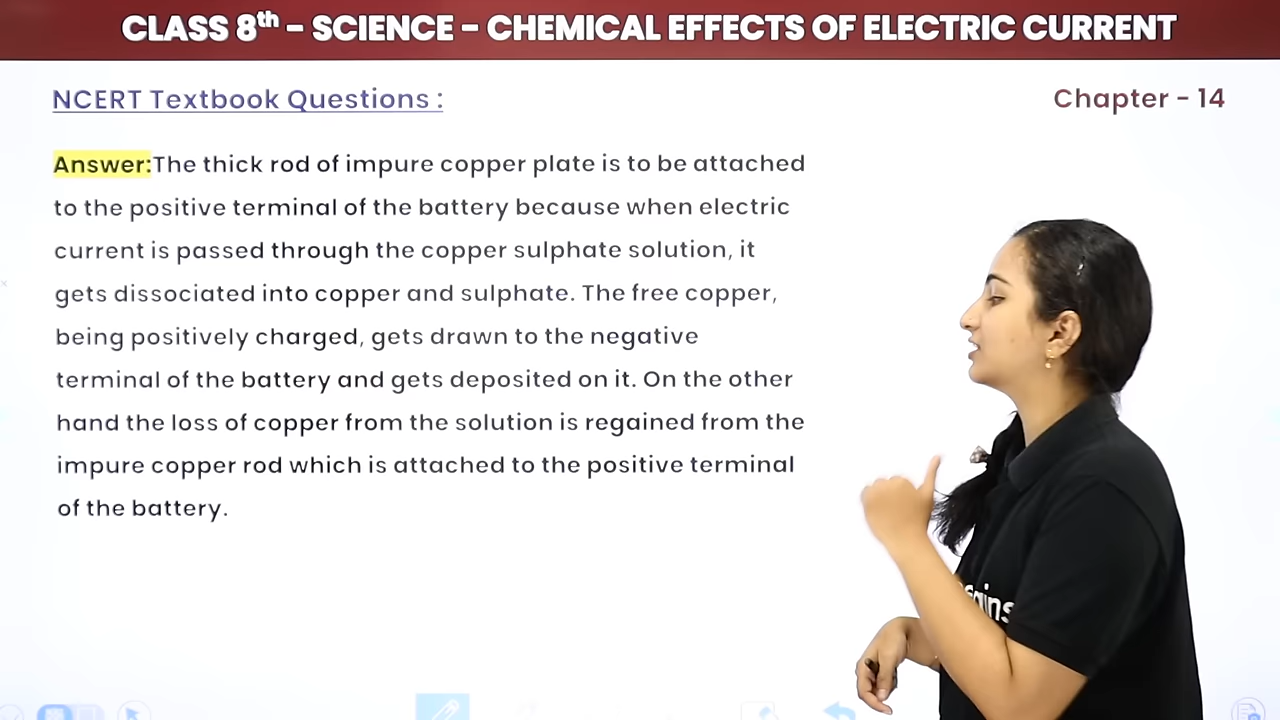 CLASS 8th - SCIENCE - CHEMICAL EFFECTS OF ELECTRIC CURRENT
NCERT Textbook Questions :
Chapter - 14
Answer:The thick rod of impure copper plate is to be attached
to the positive terminal of the battery because when electric
current is passed through the copper sulphate solution, it
gets dissociated into copper and sulphate. The free copper,
being positively charged, gets drawn to the negative
terminal of the battery and gets deposited on it. On the other
hand the loss of copper from the solution is regained from the
impure copper rod which is attached to the positive terminal
of the battery.